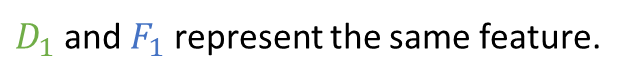 D₁ and F₁ represent the same feature.